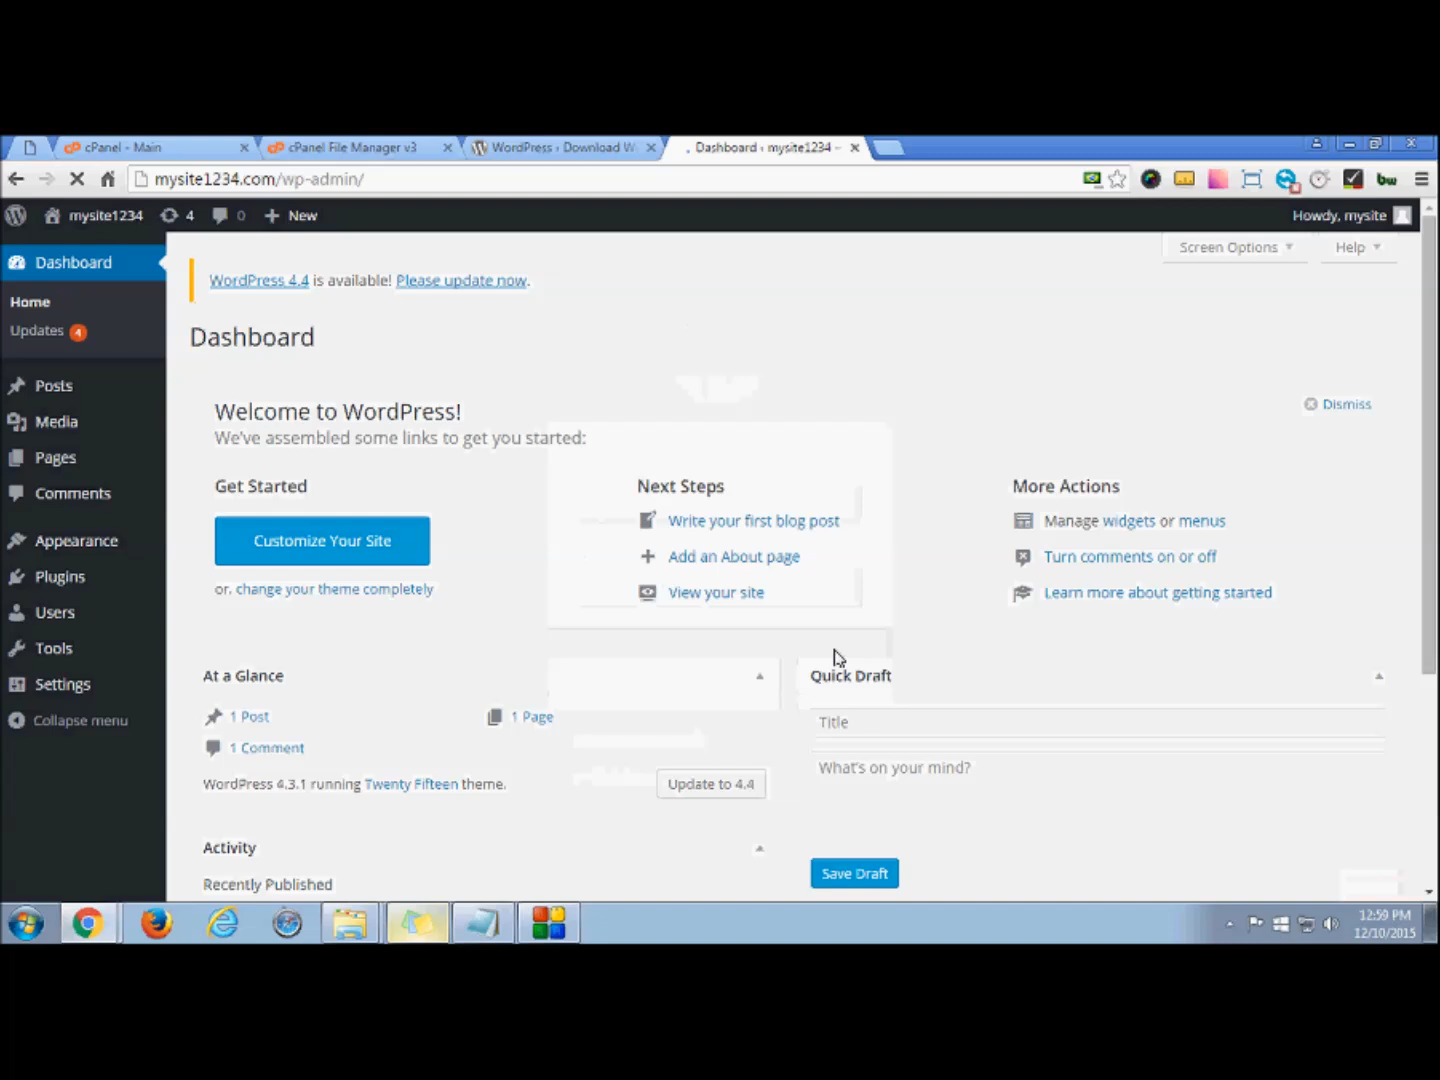 cPanel - Main
cPanel File Manager v3
WordPress › Download W
Dashboard ‹ mysite1234 –
mysite1234.com/wp-admin/
bw
mysite1234
4
0
New
Howdy, mysite
Dashboard
Screen Options
Help
WordPress 4.4 is available! Please update now.
Home
Updates 4
Dashboard
Posts
Media
Pages
Comments
Appearance
Plugins
Users
Tools
Settings
Collapse menu
Welcome to WordPress!
Dismiss
We've assembled some links to get you started:
Get Started
Customize Your Site
or, change your theme completely
Next Steps
Write your first blog post
Add an About page
View your site
More Actions
Manage widgets or menus
Turn comments on or off
Learn more about getting started
At a Glance
1 Post
1 Page
1 Comment
WordPress 4.3.1 running Twenty Fifteen theme.
Update to 4.4
Activity
Recently Published
Quick Draft
Title
What's on your mind?
Save Draft
12:59 PM
12/10/2015